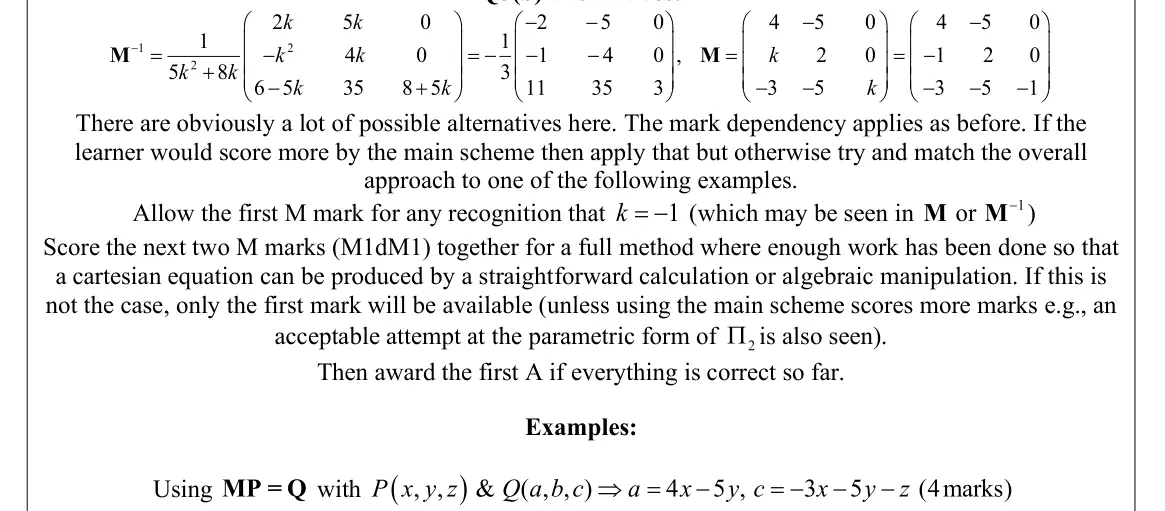 M⁻¹ = 1/(5k² + 8k) (2k 5k 0; −k² 4k 0; 6−5k 35 8+5k) = −1/3 (−2 −5 0; −1 −4 0; 11 35 3), M = (4 −5 0; k 2 0; −3 −5 k) = (4 −5 0; −1 2 0; −3 −5 −1)
There are obviously a lot of possible alternatives here. The mark dependency applies as before. If the
learner would score more by the main scheme then apply that but otherwise try and match the overall
approach to one of the following examples.
Allow the first M mark for any recognition that k = −1 (which may be seen in M or M⁻¹)
Score the next two M marks (M1dM1) together for a full method where enough work has been done so that
a cartesian equation can be produced by a straightforward calculation or algebraic manipulation. If this is
not the case, only the first mark will be available (unless using the main scheme scores more marks e.g., an
acceptable attempt at the parametric form of Π₂ is also seen).
Then award the first A if everything is correct so far.
Examples:
Using MP = Q with P(x, y, z) & Q(a, b, c) ⇒ a = 4x − 5y, c = −3x − 5y − z (4 marks)